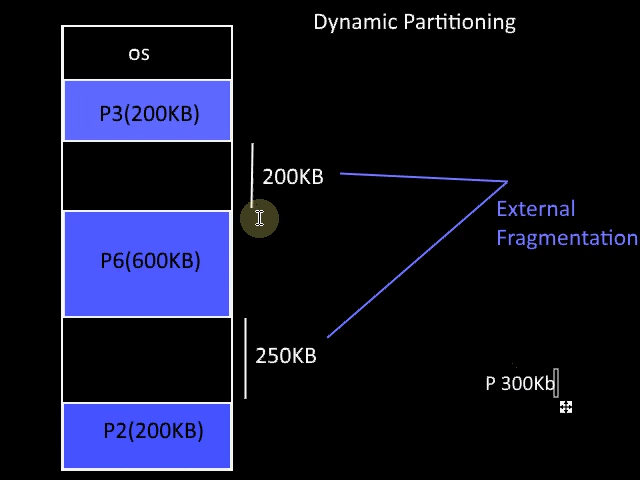 Dynamic Partitioning
os
P3(200KB)
200KB
External
Fragmentation
P6(600KB)
250KB
P 300Kb
P2(200KB)